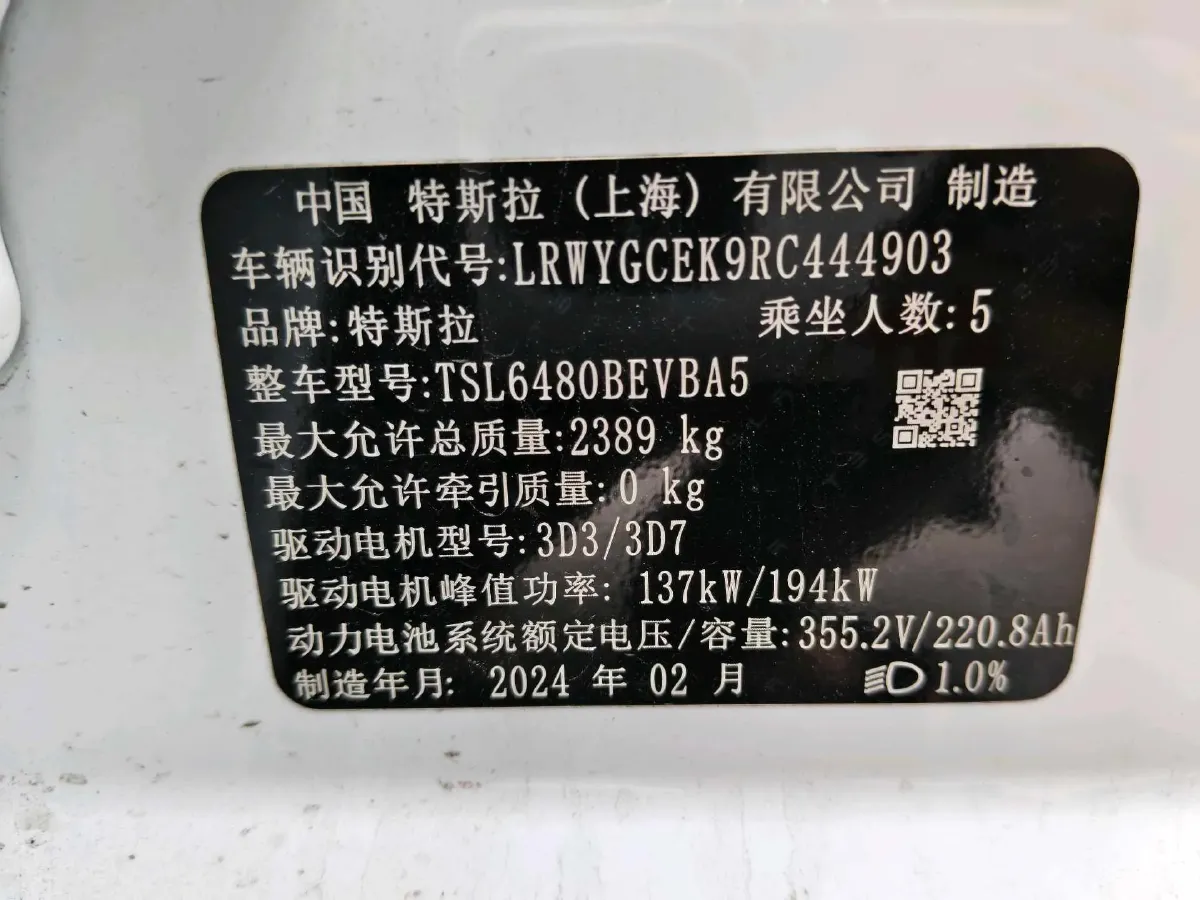 中国 特斯拉（上海）有限公司 制造
车辆识别代号:LRWYGCEK9RC444903
品牌:特斯拉 乘坐人数:5
整车型号:TSL6480BEVBA5
最大允许总质量:2389 kg
最大允许牵引质量:0 kg
驱动电机型号:3D3/3D7
驱动电机峰值功率: 137kW/194kW
动力电池系统额定电压/容量:355.2V/220.8Ah
制造年月: 2024 年 02 月 1.0%